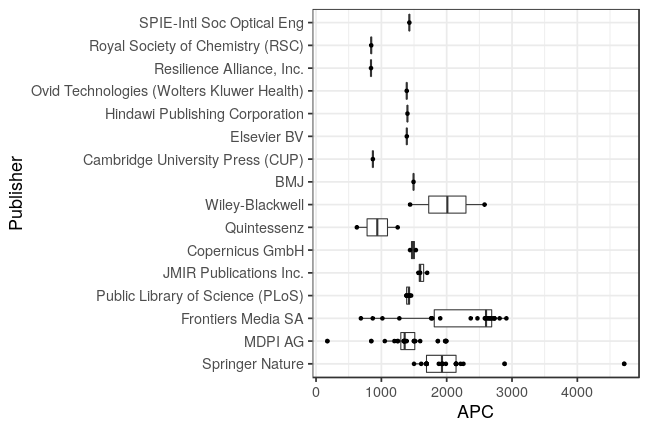 SPIE-Intl Soc Optical Eng
Royal Society of Chemistry (RSC)
Resilience Alliance, Inc.
Ovid Technologies (Wolters Kluwer Health)
Hindawi Publishing Corporation
Elsevier BV
Cambridge University Press (CUP)
BMJ
Wiley-Blackwell
Quintessenz
Copernicus GmbH
JMIR Publications Inc.
Public Library of Science (PLoS)
Frontiers Media SA
MDPI AG
Springer Nature
Publisher
0 1000 2000 3000 4000
APC